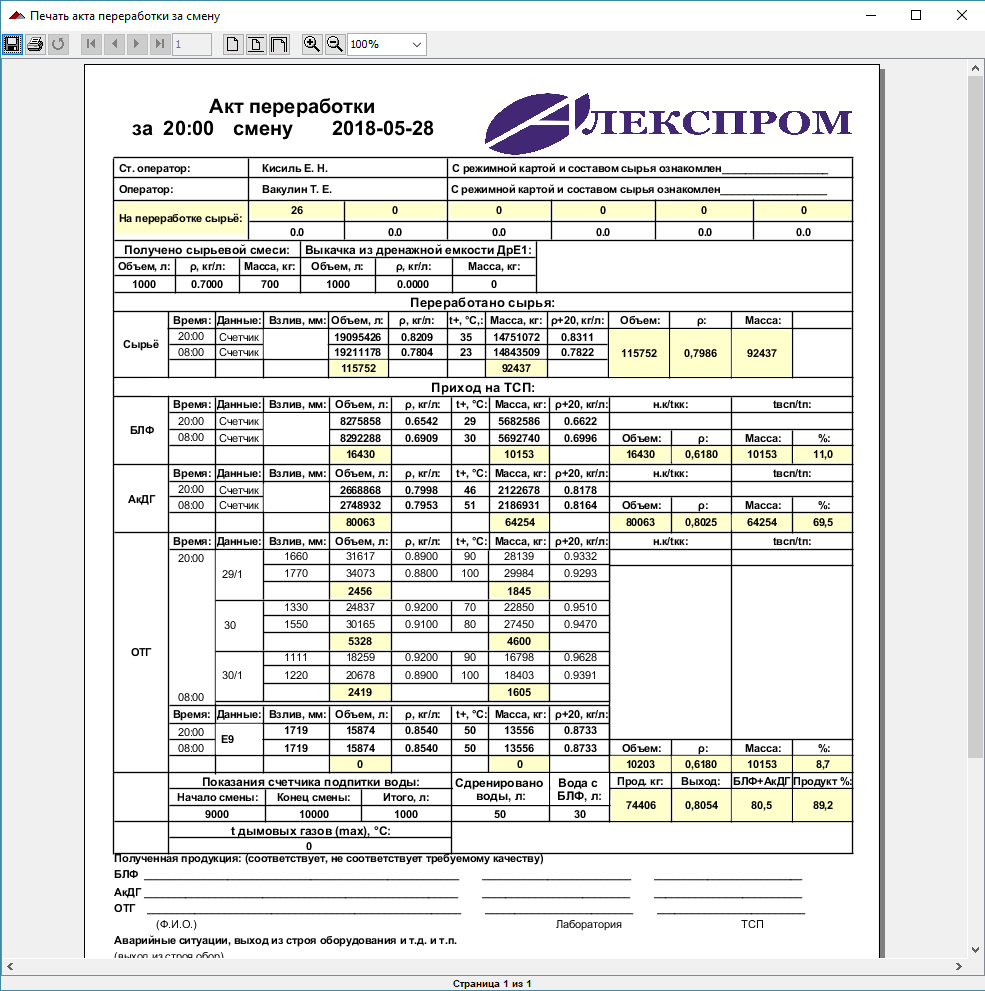 Печать акта переработки за смену
1
100%
Акт переработки
за 20:00 смену 2018-05-28
АЛЕКСПРОМ
Ст. оператор: Кисиль Е. Н. С режимной картой и составом сырья ознакомлен__________________
Оператор: Вакулин Т. Е. С режимной картой и составом сырья ознакомлен__________________
На переработке сырьё: 26 0 0 0 0 0
0.0 0.0 0.0 0.0 0.0 0.0
Получено сырьевой смеси: Выкачка из дренажной емкости ДрЕ1:
Объем, л: ρ, кг/л: Масса, кг: Объем, л: ρ, кг/л: Масса, кг:
1000 0.7000 700 1000 0.0000 0
Переработано сырья:
Сырьё Время: Данные: Взлив, мм: Объем, л: ρ, кг/л: t+, °С,: Масса, кг: ρ+20, кг/л: Объем: ρ: Масса:
20:00 Счетчик 19095426 0.8209 35 14751072 0.8311
08:00 Счетчик 19211178 0.7804 23 14843509 0.7822 115752 0,7986 92437
115752 92437
Приход на ТСП:
БЛФ Время: Данные: Взлив, мм: Объем, л: ρ, кг/л: t+, °С: Масса, кг: ρ+20, кг/л: н.к/tкк: tвсп/tп:
20:00 Счетчик 8275858 0.6542 29 5682586 0.6622
08:00 Счетчик 8292288 0.6909 30 5692740 0.6996 Объем: ρ: Масса: %:
16430 10153 16430 0,6180 10153 11,0
АкДГ Время: Данные: Взлив, мм: Объем, л: ρ, кг/л: t+, °С: Масса, кг: ρ+20, кг/л: н.к/tкк: tвсп/tп:
20:00 Счетчик 2668868 0.7998 46 2122678 0.8178
08:00 Счетчик 2748932 0.7953 51 2186931 0.8164 Объем: ρ: Масса: %:
80063 64254 80063 0,8025 64254 69,5
ОТГ Время: Данные: Взлив, мм: Объем, л: ρ, кг/л: t+, °С: Масса, кг: ρ+20, кг/л: н.к/tкк: tвсп/tп:
20:00 29/1 1660 31617 0.8900 90 28139 0.9332
1770 34073 0.8800 100 29984 0.9293
2456 1845
30 1330 24837 0.9200 70 22850 0.9510
1550 30165 0.9100 80 27450 0.9470
5328 4600
30/1 1111 18259 0.9200 90 16798 0.9628
1220 20678 0.8900 100 18403 0.9391
08:00 2419 1605
Время: Данные: Взлив, мм: Объем, л: ρ, кг/л: t+, °С: Масса, кг: ρ+20, кг/л:
20:00 Е9 1719 15874 0.8540 50 13556 0.8733
08:00 1719 15874 0.8540 50 13556 0.8733 Объем: ρ: Масса: %:
0 0 10203 0,6180 10153 8,7
Показания счетчика подпитки воды: Сдренировано воды, л: Вода с БЛФ, л: Прод. кг: Выход: БЛФ+АкДГ Продукт %:
Начало смены: Конец смены: Итого, л: 74406 0,8054 80,5 89,2
9000 10000 1000 50 30
t дымовых газов (max), °С:
0
Полученная продукция: (соответствует, не соответствует требуемому качеству)
БЛФ
АкДГ
ОТГ
(Ф.И.О.) Лаборатория ТСП
Аварийные ситуации, выход из строя оборудования и т.д. и т.п.
(выход из строя обор)
Страница 1 из 1